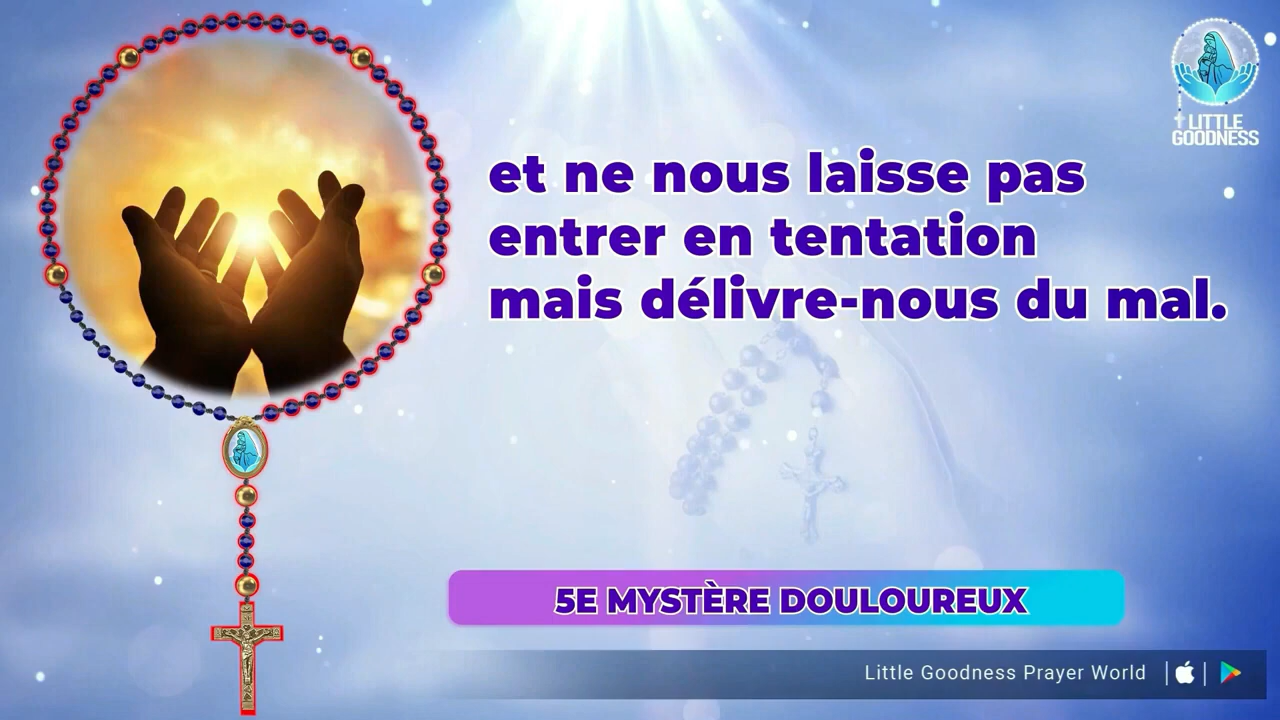 LITTLE
GOODNESS
et ne nous laisse pas
entrer en tentation
mais délivre-nous du mal.
5E MYSTÈRE DOULOUREUX
Little Goodness Prayer World